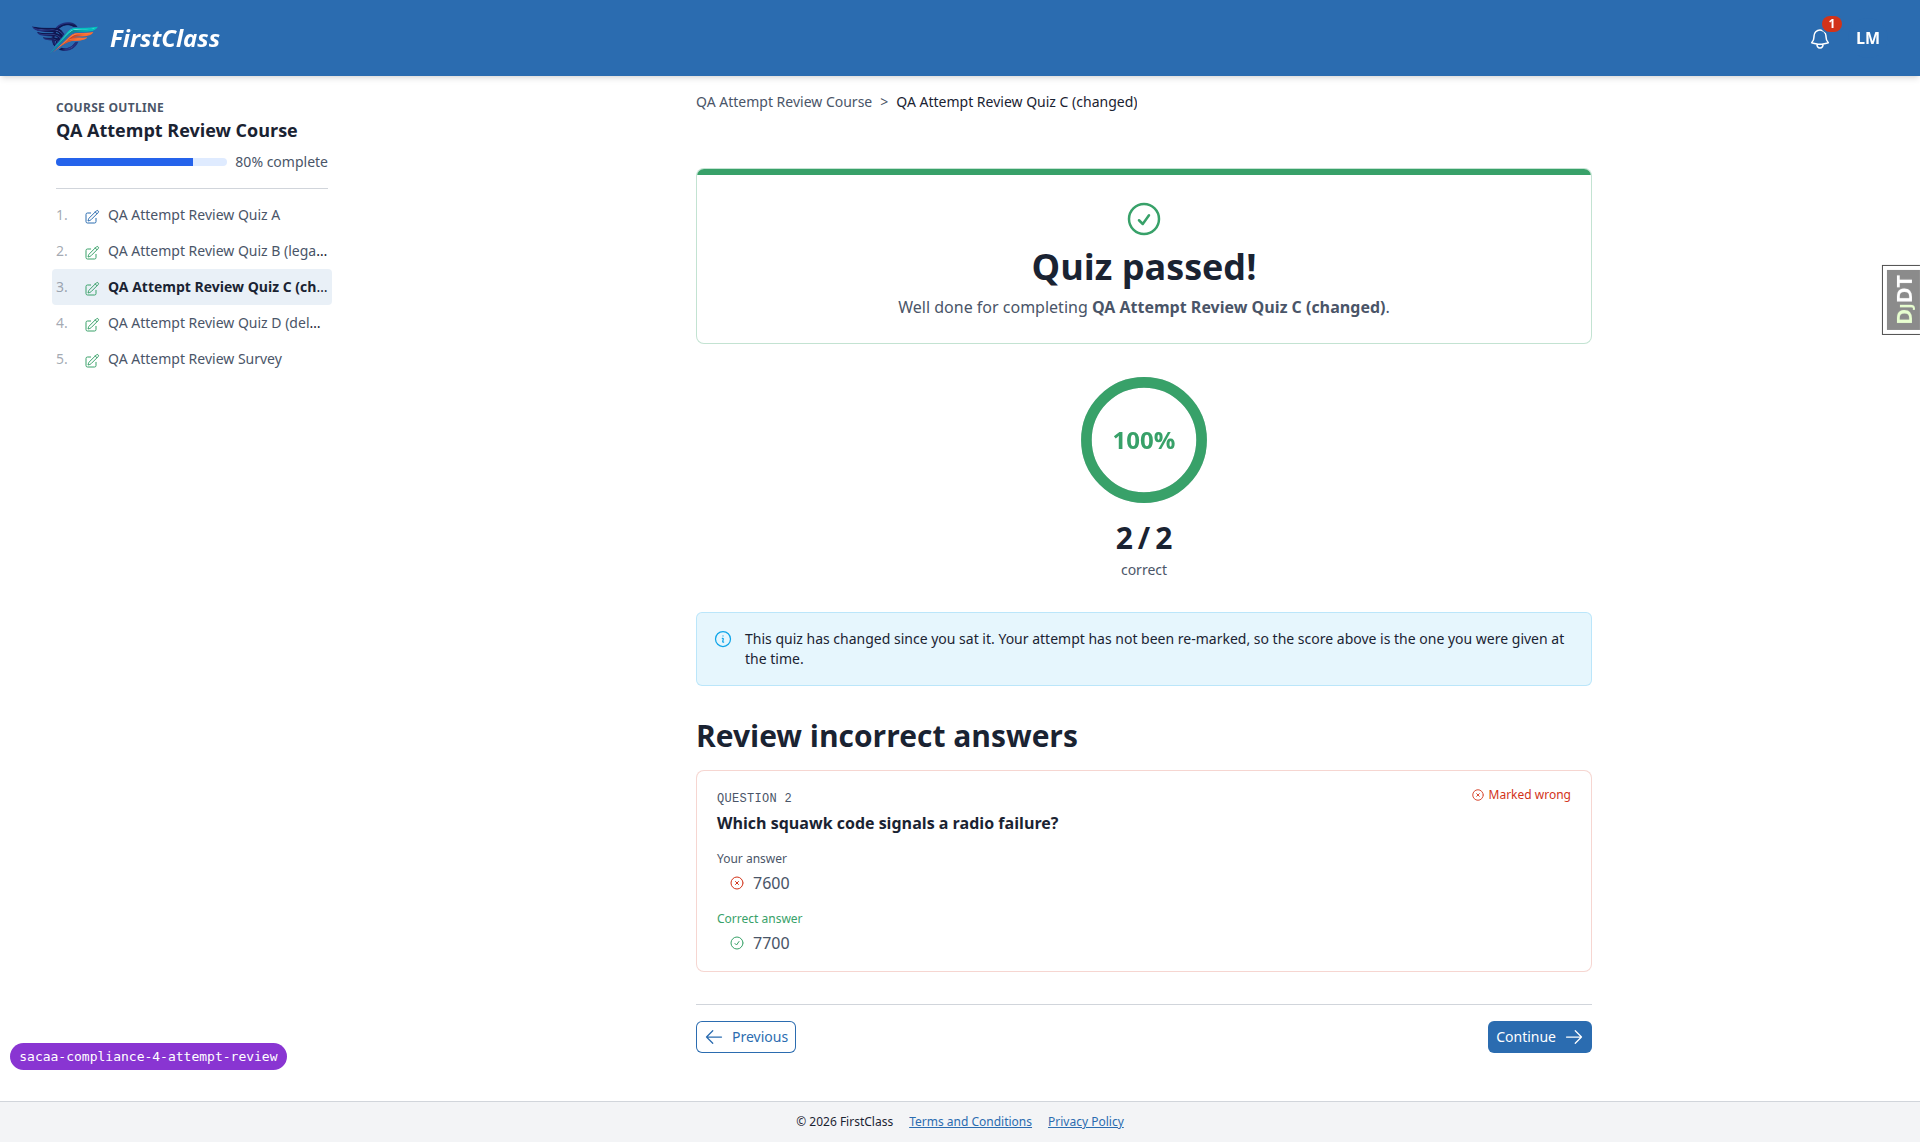 FirstClass
1
LM
COURSE OUTLINE
QA Attempt Review Course
80% complete
1. QA Attempt Review Quiz A
2. QA Attempt Review Quiz B (lega...
3. QA Attempt Review Quiz C (ch...
4. QA Attempt Review Quiz D (del...
5. QA Attempt Review Survey
QA Attempt Review Course > QA Attempt Review Quiz C (changed)
Quiz passed!
Well done for completing QA Attempt Review Quiz C (changed).
100%
2 / 2
correct
This quiz has changed since you sat it. Your attempt has not been re-marked, so the score above is the one you were given at
the time.
Review incorrect answers
QUESTION 2
Marked wrong
Which squawk code signals a radio failure?
Your answer
7600
Correct answer
7700
Previous
Continue
DjDT
sacaa-compliance-4-attempt-review
© 2026 FirstClass Terms and Conditions Privacy Policy